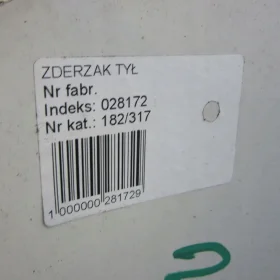 ZDERZAK TYŁ
Nr fabr.
Indeks: 028172
Nr kat.: 182/317
1 000000 281729